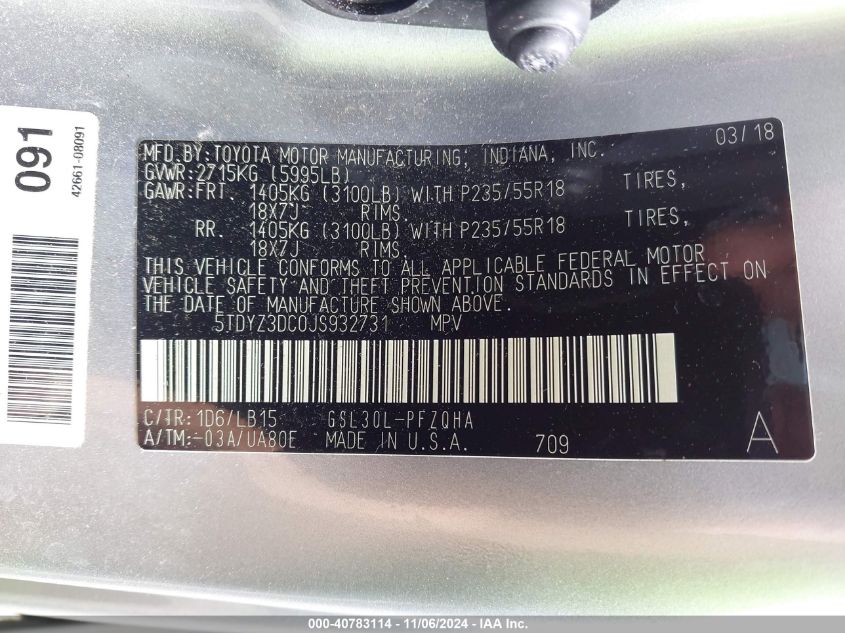 091
42661-08091
MFD.BY:TOYOTA MOTOR MANUFACTURING, INDIANA, INC. 03/18
GVWR:2715KG (5995LB)
GAWR:FRT. 1405KG (3100LB) WITH P235/55R18 TIRES,
18X7J RIMS.
RR. 1405KG (3100LB) WITH P235/55R18 TIRES,
18X7J RIMS.
THIS VEHICLE CONFORMS TO ALL APPLICABLE FEDERAL MOTOR
VEHICLE SAFETY AND THEFT PREVENTION STANDARDS IN EFFECT ON
THE DATE OF MANUFACTURE SHOWN ABOVE.
5TDYZ3DC0JS932731 MPV
C/TR:1D6/LB15 GSL30L-PFZQHA
A/TM:-03A/UA80E MADE IN U.S.A. 709 A
000-40783114 - 11/06/2024 - IAA Inc.